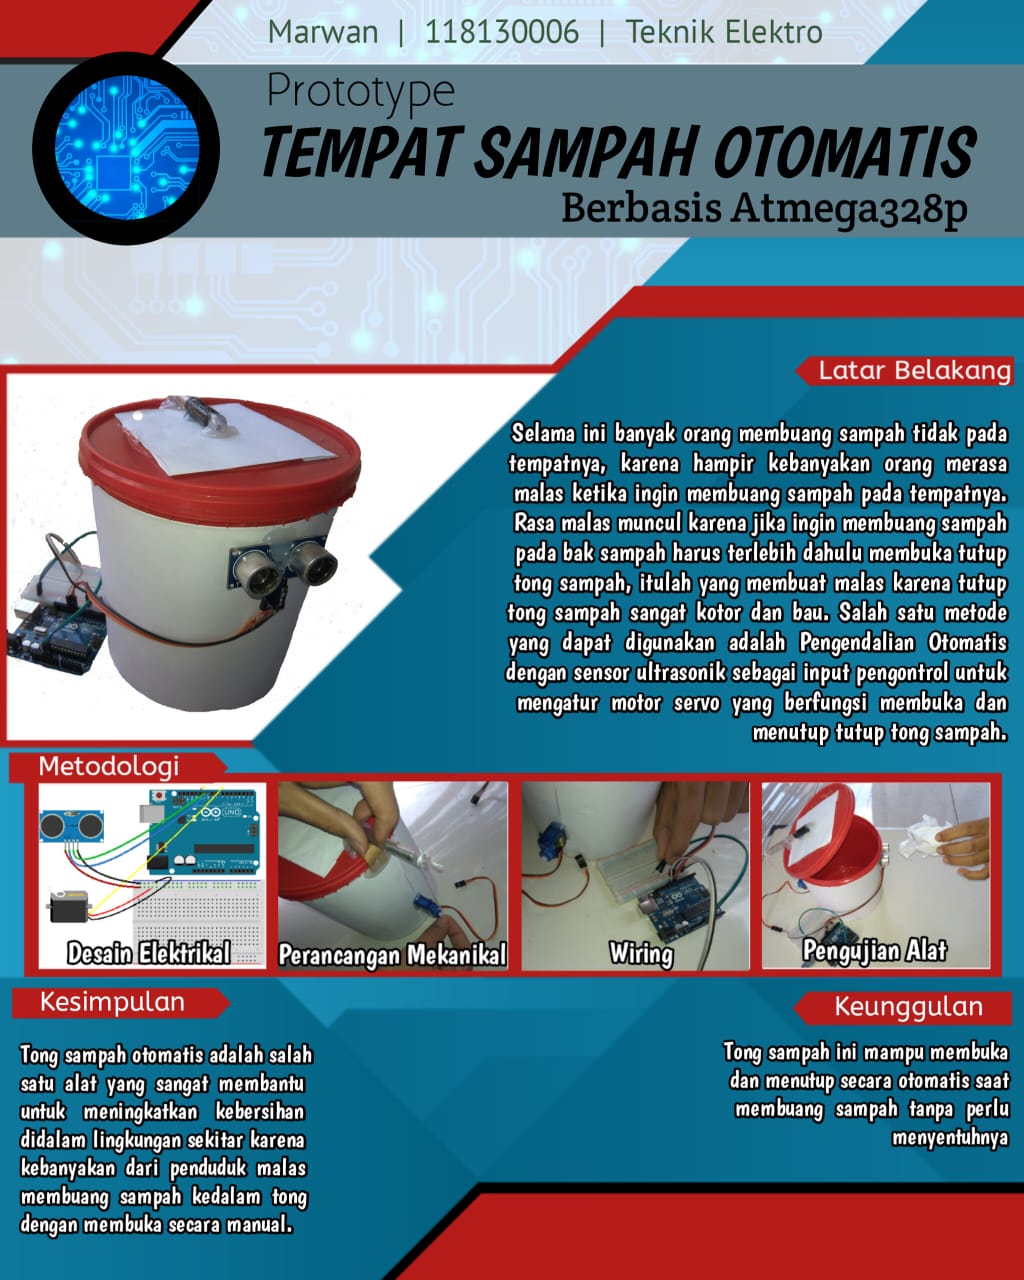 Marwan | 118130006 | Teknik Elektro
Prototype
TEMPAT SAMPAH OTOMATIS
Berbasis Atmega328p
Latar Belakang
Selama ini banyak orang membuang sampah tidak pada
tempatnya, karena hampir kebanyakan orang merasa
malas ketika ingin membuang sampah pada tempatnya.
Rasa malas muncul karena jika ingin membuang sampah
pada bak sampah harus terlebih dahulu membuka tutup
tong sampah, itulah yang membuat malas karena tutup
tong sampah sangat kotor dan bau. Salah satu metode
yang dapat digunakan adalah Pengendalian Otomatis
dengan sensor ultrasonik sebagai input pengontrol untuk
mengatur motor servo yang berfungsi membuka dan
menutup tutup tong sampah.
Metodologi
UNO
Desain Elektrikal
Perancangan Mekanikal
Wiring
Pengujian Alat
Kesimpulan
Tong sampah otomatis adalah salah
satu alat yang sangat membantu
untuk meningkatkan kebersihan
didalam lingkungan sekitar karena
kebanyakan dari penduduk malas
membuang sampah kedalam tong
dengan membuka secara manual.
Keunggulan
Tong sampah ini mampu membuka
dan menutup secara otomatis saat
membuang sampah tanpa perlu
menyentuhnya